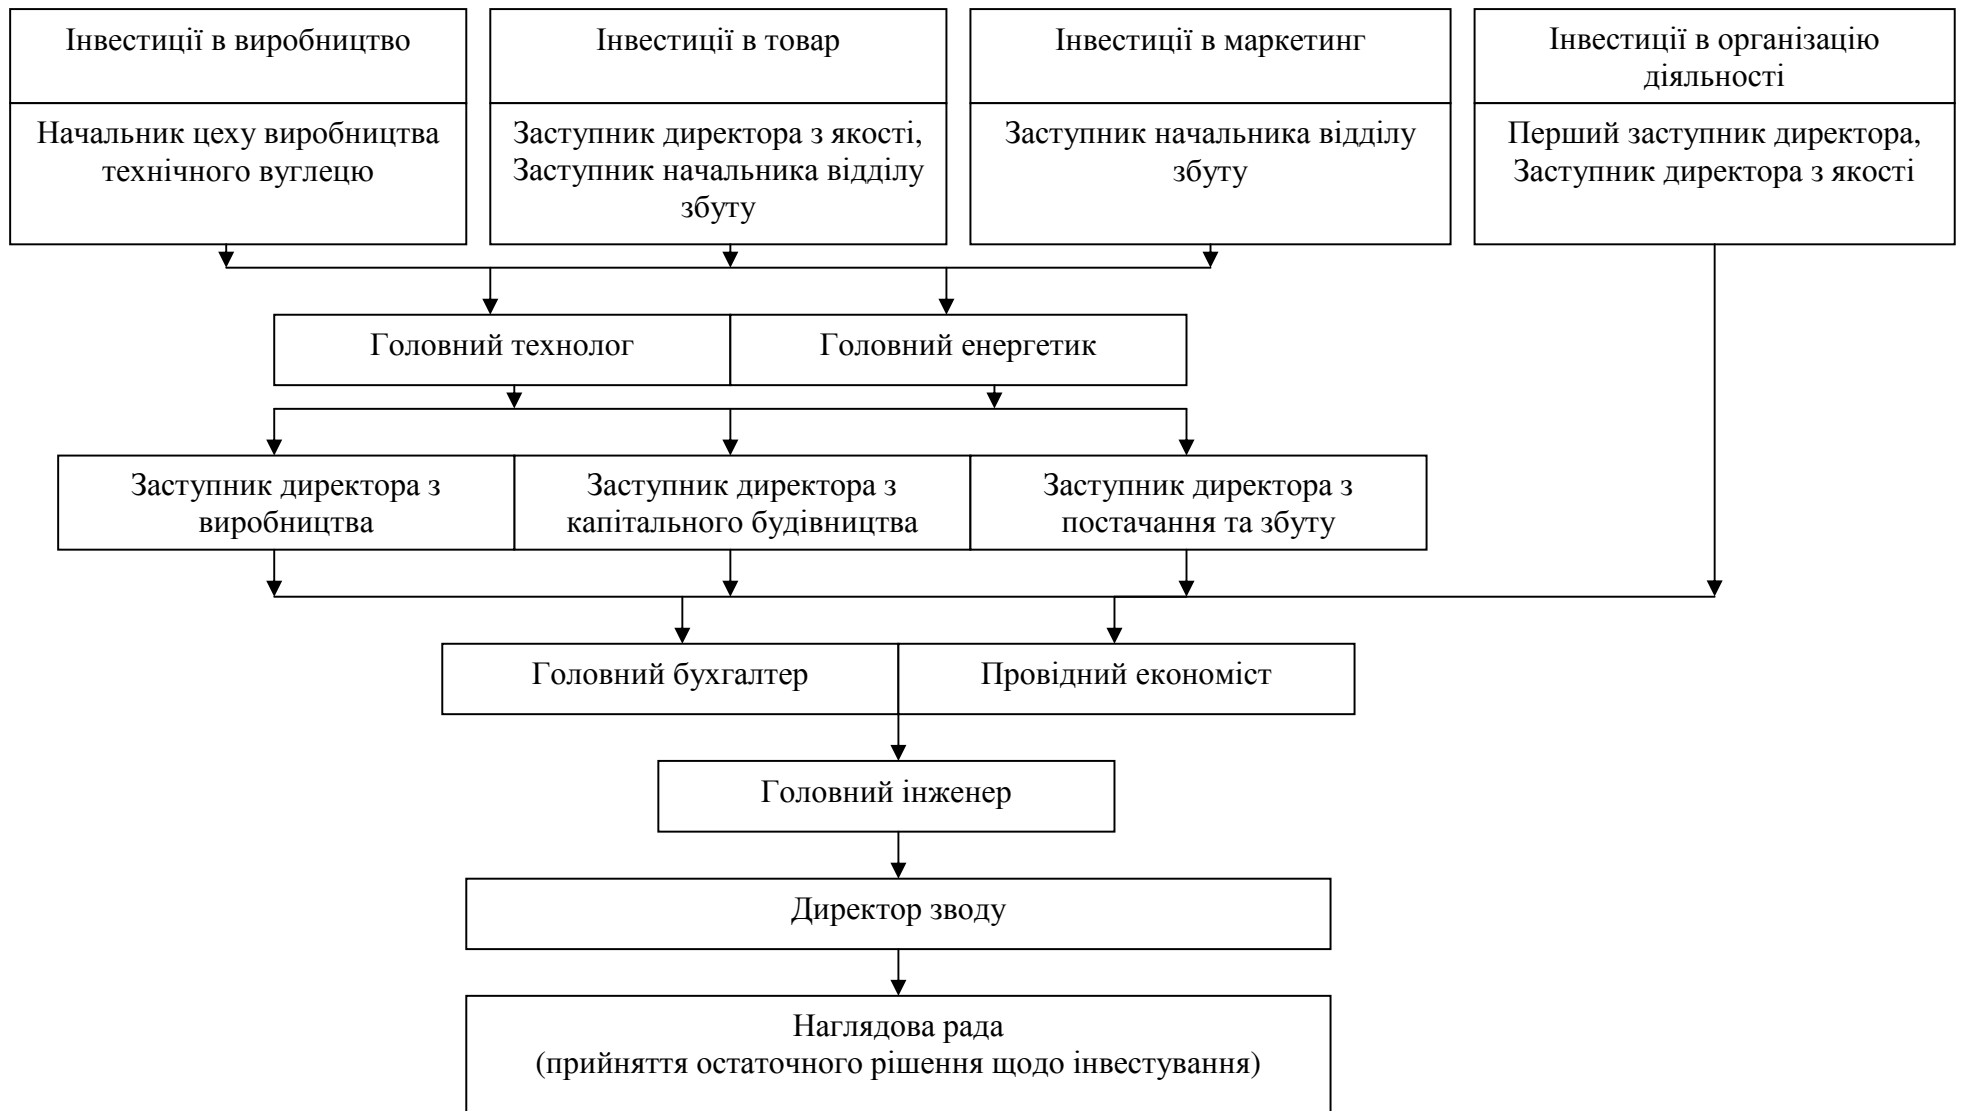 Інвестиції в виробництво
Начальник цеху виробництва
технічного вуглецю
Інвестиції в товар
Заступник директора з якості,
Заступник начальника відділу
збуту
Інвестиції в маркетинг
Заступник начальника відділу
збуту
Інвестиції в організацію
діяльності
Перший заступник директора,
Заступник директора з якості
Головний технолог
Головний енергетик
Заступник директора з
виробництва
Заступник директора з
капітального будівництва
Заступник директора з
постачання та збуту
Головний бухгалтер
Провідний економіст
Головний інженер
Директор зводу
Наглядова рада
(прийняття остаточного рішення щодо інвестування)